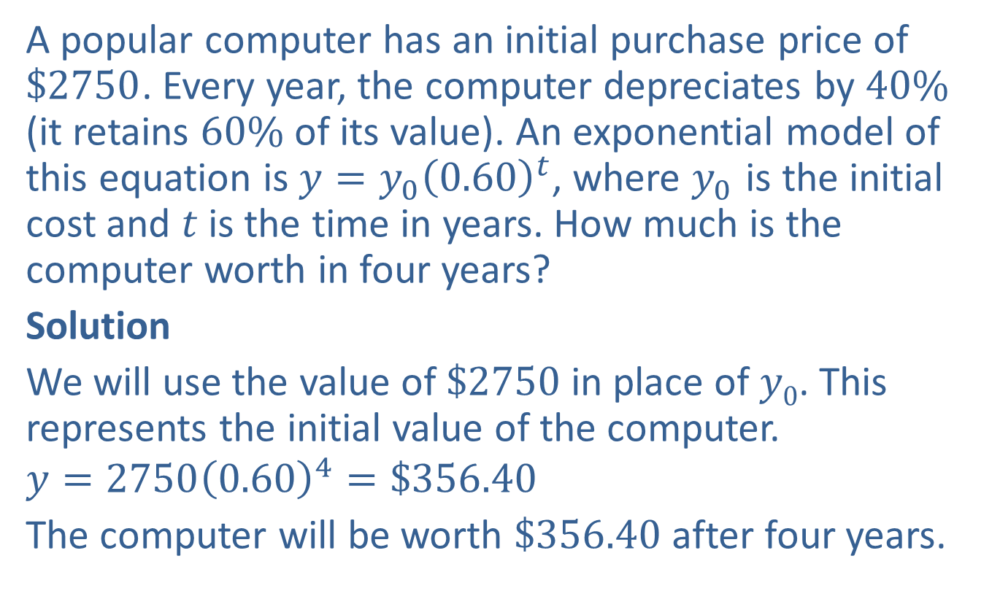 A popular computer has an initial purchase price of
$2750. Every year, the computer depreciates by 40%
(it retains 60% of its value). An exponential model of
this equation is y = y₀(0.60)ᵗ, where y₀ is the initial
cost and t is the time in years. How much is the
computer worth in four years?
Solution
We will use the value of $2750 in place of y₀. This
represents the initial value of the computer.
y = 2750(0.60)⁴ = $356.40
The computer will be worth $356.40 after four years.